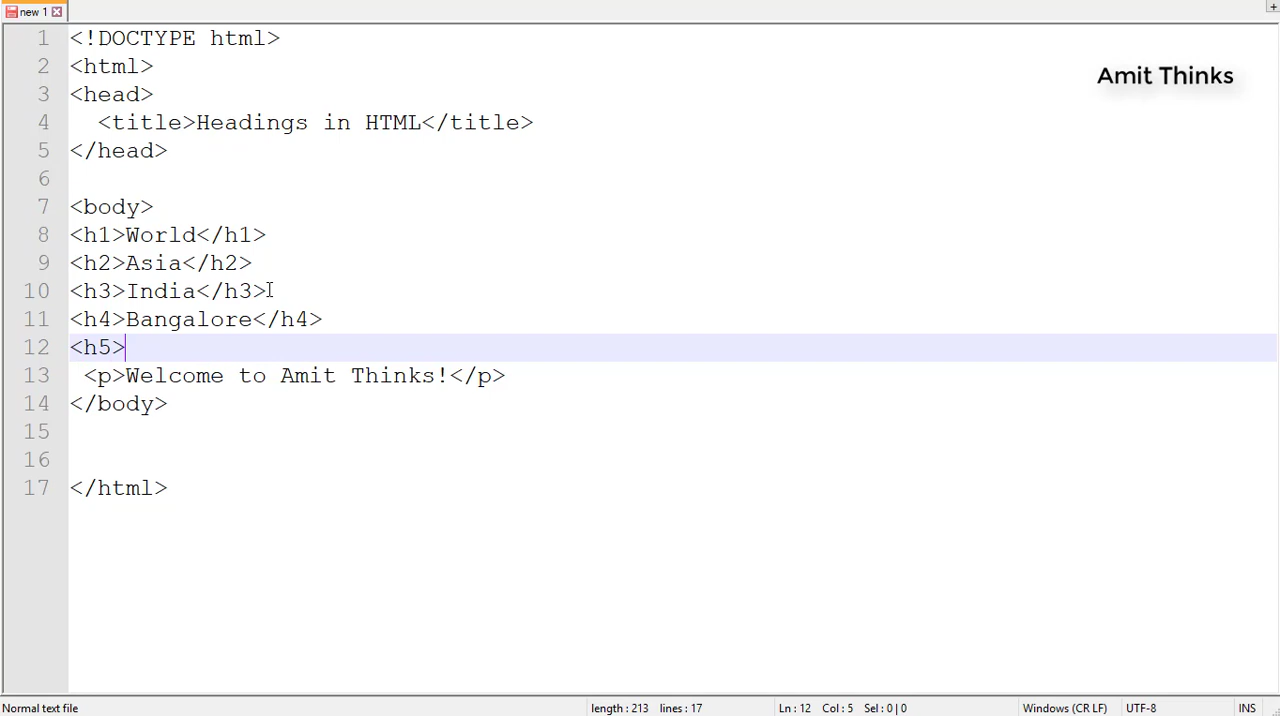 new 1
Amit Thinks
1 <!DOCTYPE html>
2 <html>
3 <head>
4   <title>Headings in HTML</title>
5 </head>
6
7 <body>
8 <h1>World</h1>
9 <h2>Asia</h2>
10 <h3>India</h3>
11 <h4>Bangalore</h4>
12 <h5>
13  <p>Welcome to Amit Thinks!</p>
14 </body>
15
16
17 </html>
Normal text file length : 213 lines : 17 Ln : 12 Col : 5 Sel : 0 | 0 Windows (CR LF) UTF-8 INS